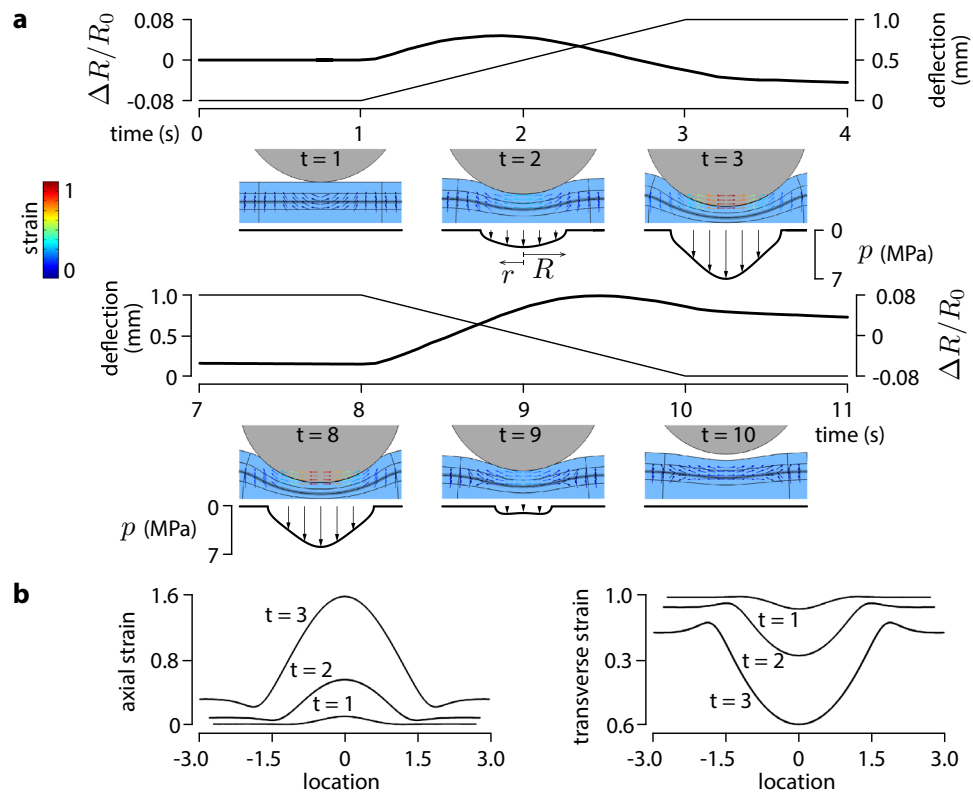 a
0.08
0
-0.08
ΔR/R0
1.0
0.5
0
deflection
(mm)
time (s)
0 1 2 3 4
t = 1 t = 2 t = 3
1
0
strain
r R
0
7
p (MPa)
1.0
0.5
0
deflection
(mm)
0.08
0
-0.08
ΔR/R0
7 8 9 10 11
time (s)
t = 8 t = 9 t = 10
0
7
p (MPa)
b
1.6
0.8
0
axial strain
t = 3
t = 2
t = 1
-3.0 -1.5 0 1.5 3.0
location
1.0
0.3
0.6
transverse strain
t = 1
t = 2
t = 3
-3.0 -1.5 0 1.5 3.0
location